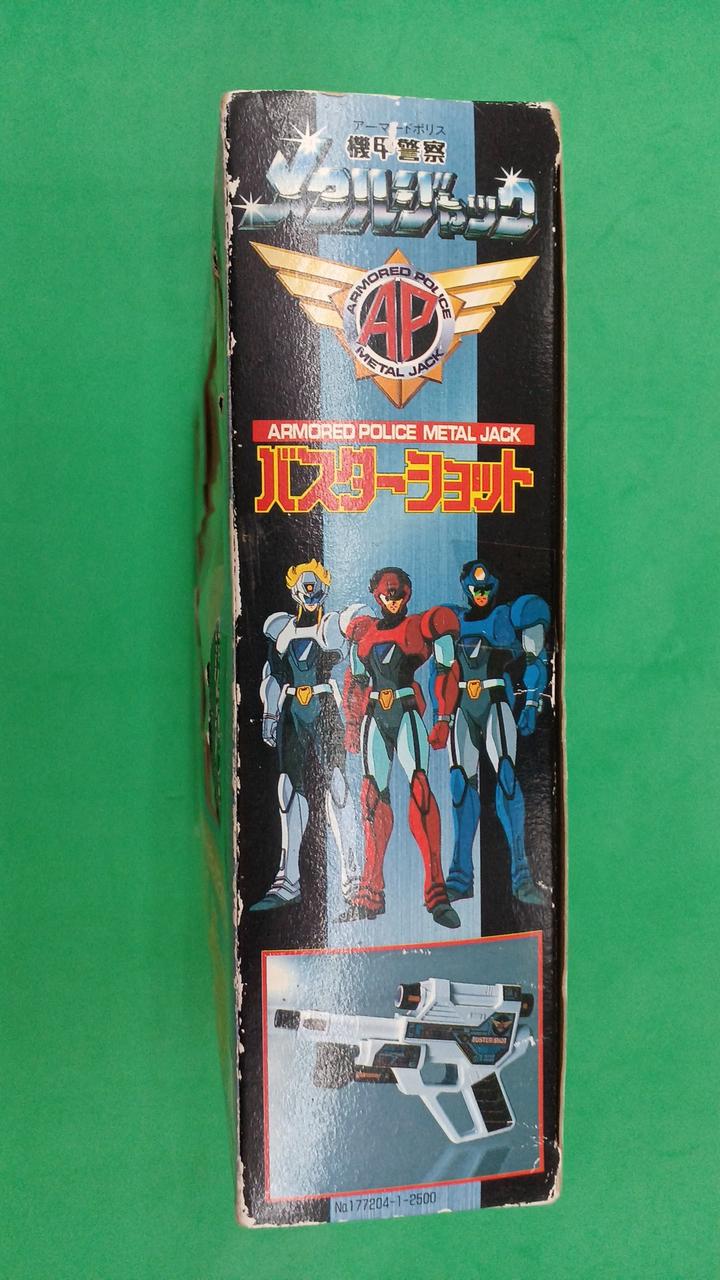 アーマードポリス
機甲警察
メタルジャック
ARMORED POLICE
AP
METAL JACK
ARMORED POLICE METAL JACK
バスターショット
BUSTER SHOT
No.177204-1-2500